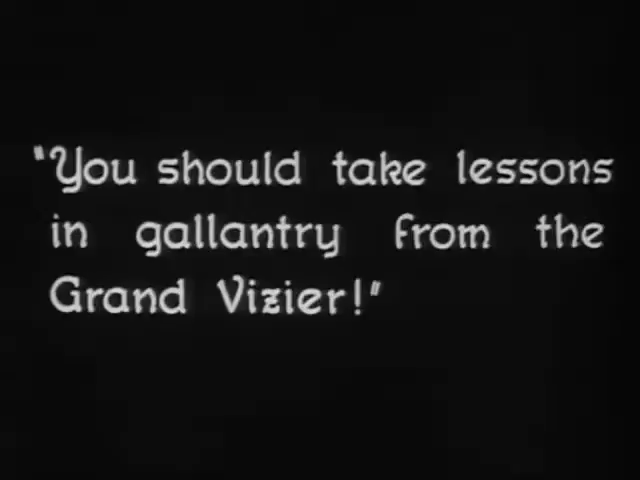 "You should take lessons
in gallantry from the
Grand Vizier!"